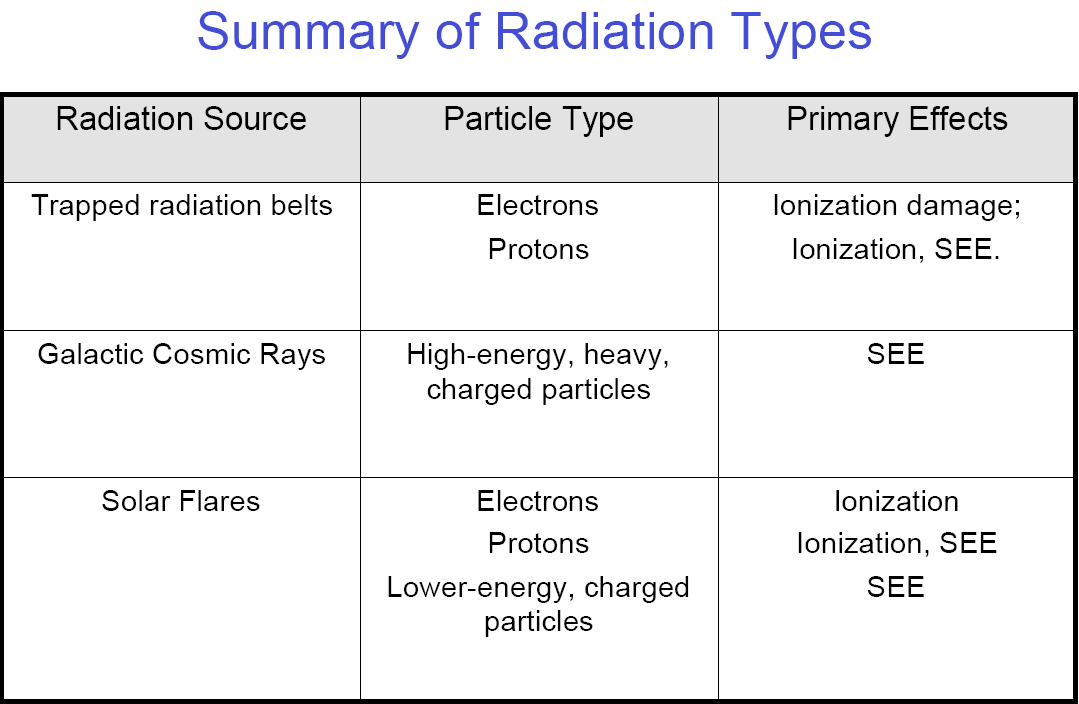 Summary of Radiation Types
Radiation Source
Particle Type
Primary Effects
Trapped radiation belts
Electrons
Protons
Ionization damage;
Ionization, SEE.
Galactic Cosmic Rays
High-energy, heavy,
charged particles
SEE
Solar Flares
Electrons
Protons
Lower-energy, charged
particles
Ionization
Ionization, SEE
SEE